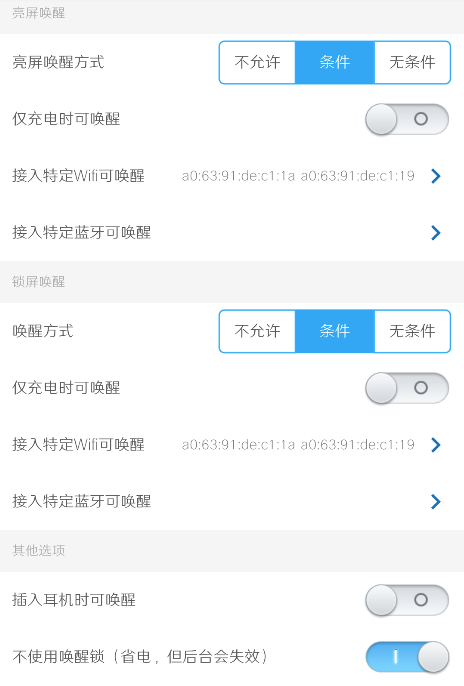 亮屏唤醒
亮屏唤醒方式 不允许 条件 无条件
仅充电时可唤醒
接入特定Wifi可唤醒 a0:63:91:de:c1:1a a0:63:91:de:c1:19
接入特定蓝牙可唤醒
锁屏唤醒
唤醒方式 不允许 条件 无条件
仅充电时可唤醒
接入特定Wifi可唤醒 a0:63:91:de:c1:1a a0:63:91:de:c1:19
接入特定蓝牙可唤醒
其他选项
插入耳机时可唤醒
不使用唤醒锁（省电，但后台会失效）